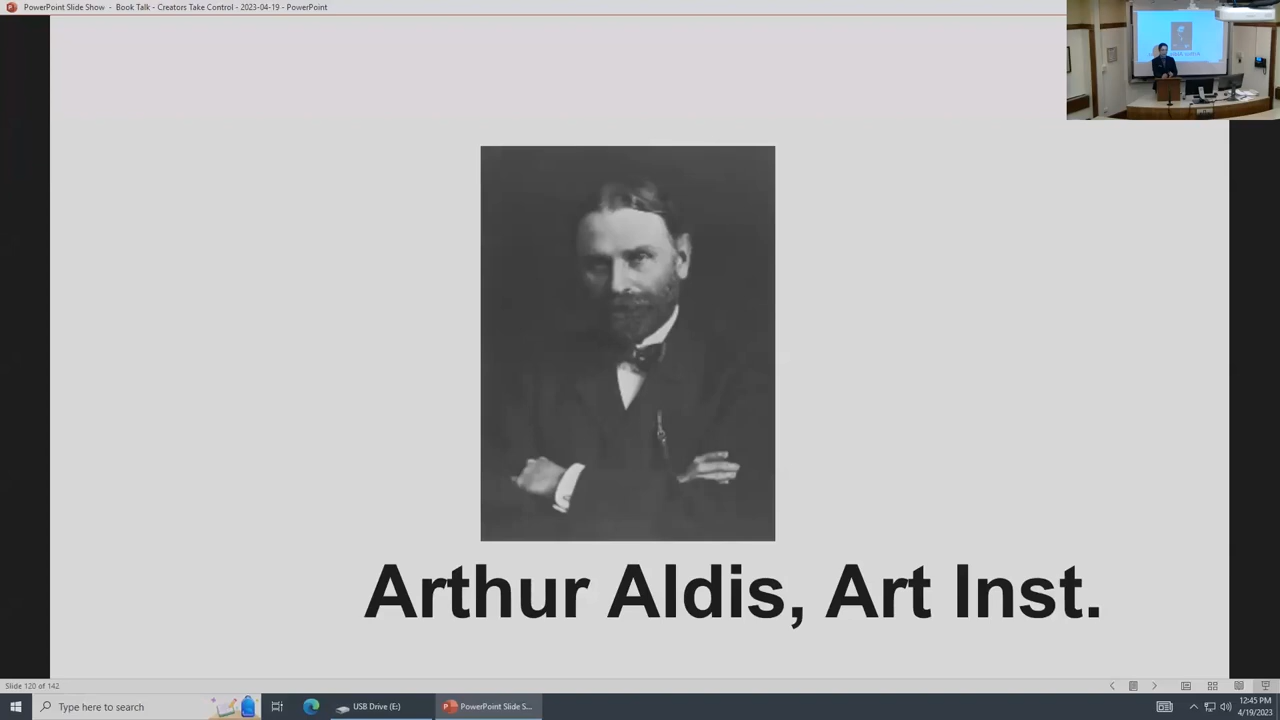 PowerPoint Slide Show - Book Talk - Creators Take Control - 2023-04-19 - PowerPoint
Arthur Aldis, Art Inst.
Slide 120 of 142
Type here to search
USB Drive (E:)
PowerPoint Slide S...
12:45 PM
4/19/2023